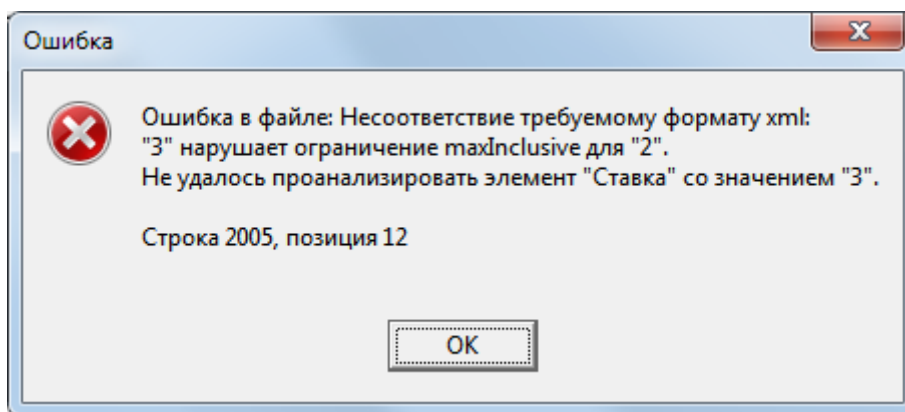 Ошибка
Ошибка в файле: Несоответствие требуемому формату xml:
"3" нарушает ограничение maxInclusive для "2".
Не удалось проанализировать элемент "Ставка" со значением "3".
Строка 2005, позиция 12
OK